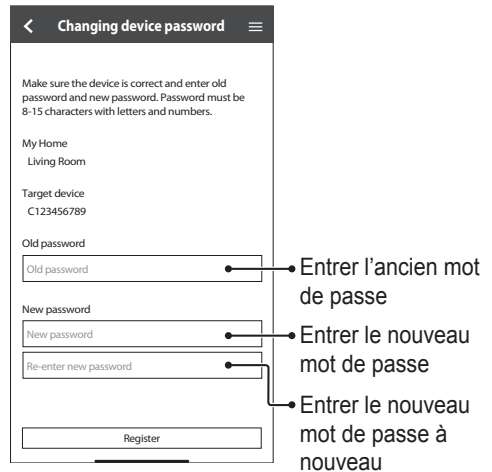 Changing device password
Make sure the device is correct and enter old
password and new password. Password must be
8-15 characters with letters and numbers.
My Home
Living Room
Target device
C123456789
Old password
Old password
Entrer l’ancien mot
de passe
New password
New password
Entrer le nouveau
mot de passe
Re-enter new password
Entrer le nouveau
mot de passe à
nouveau
Register